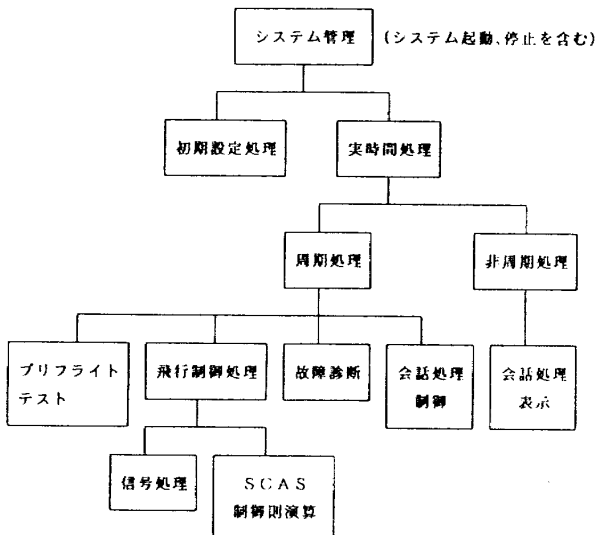 システム管理 (システム起動、停止を含む)
初期設定処理 実時間処理
周期処理 非周期処理
プリフライト
テスト
飛行制御処理
故障診断
会話処理
制御
会話処理
表示
信号処理
SCAS
制御則演算